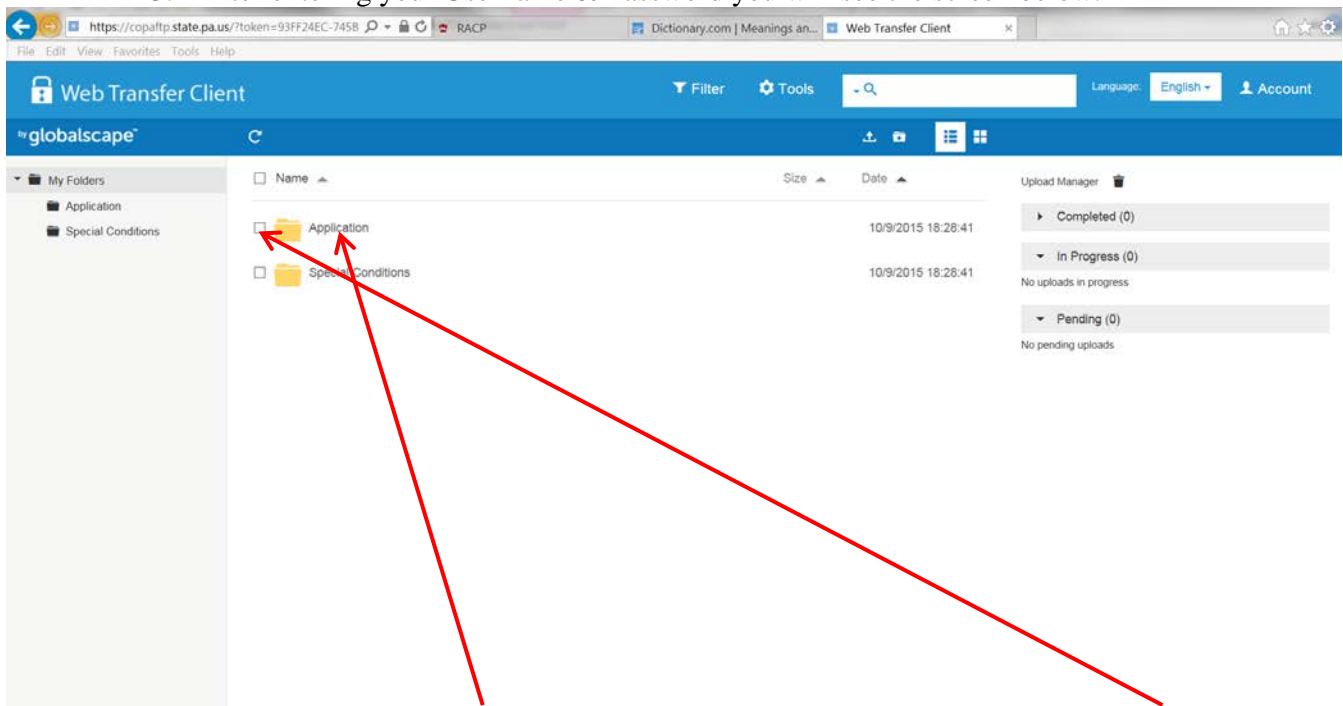 https://copaftp.state.pa.us/?token=93FF24EC-745B
RACP
Dictionary.com | Meanings an...
Web Transfer Client
File Edit View Favorites Tools Help
Web Transfer Client
Filter
Tools
Language:
English
Account
by globalscape
My Folders
Application
Special Conditions
Name
Size
Date
Application
10/9/2015 18:28:41
Special Conditions
10/9/2015 18:28:41
Upload Manager
Completed (0)
In Progress (0)
No uploads in progress
Pending (0)
No pending uploads